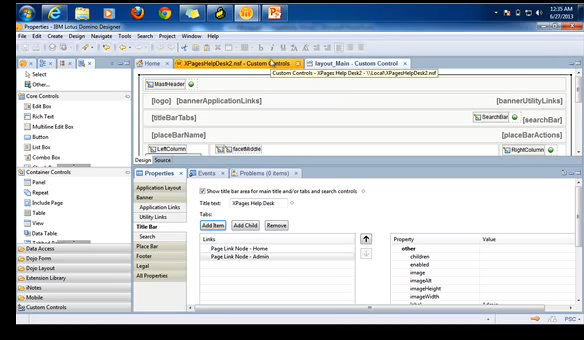 12:35 AM
6/27/2013
Properties - IBM Lotus Domino Designer
File Edit Create Design Navigate Tools Search Project Window Help
Home
XPagesHelpDesk2.nsf - Custom Controls
layout_Main - Custom Control
Custom Controls - XPages Help Desk2 - \\Local\XPagesHelpDesk2.nsf
Select
Other...
Core Controls
Edit Box
Rich Text
Multiline Edit Box
Button
List Box
Combo Box
Container Controls
Panel
Repeat
Include Page
Table
View
Data Table
Data Access
Dojo Form
Dojo Layout
Extension Library
iNotes
Mobile
Custom Controls
MastHeader
[logo] [bannerApplicationLinks]
[bannerUtilityLinks]
[titleBarTabs]
SearchBar
[searchBar]
[placeBarName]
[placeBarActions]
LeftColumn
facetMiddle
RightColumn
Design Source
Properties
Events
Problems (0 items)
Application Layout
Banner
Application Links
Utility Links
Title Bar
Search
Place Bar
Footer
Legal
All Properties
Show title bar area for main title and/or tabs and search controls
Title text: XPages Help Desk
Tabs:
Add Item Add Child Remove
Links
Page Link Node - Home
Page Link Node - Admin
Property Value
other
children
enabled
image
imageAlt
imageHeight
imageWidth
label Admin
PSC